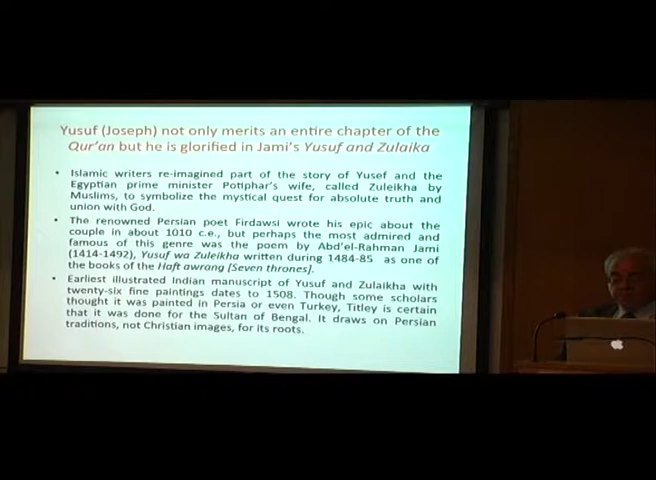 Yusuf (Joseph) not only merits an entire chapter of the
Qur'an but he is glorified in Jami's Yusuf and Zulaika
• Islamic writers re-imagined part of the story of Yusef and the
Egyptian prime minister Potiphar's wife, called Zuleikha by
Muslims, to symbolize the mystical quest for absolute truth and
union with God.
• The renowned Persian poet Firdawsi wrote his epic about the
couple in about 1010 c.e., but perhaps the most admired and
famous of this genre was the poem by Abd'el-Rahman Jami
(1414-1492), Yusuf wa Zuleikha written during 1484-85 as one of
the books of the Haft awrang [Seven thrones].
• Earliest illustrated Indian manuscript of Yusuf and Zulaikha with
twenty-six fine paintings dates to 1508. Though some scholars
thought it was painted in Persia or even Turkey, Titley is certain
that it was done for the Sultan of Bengal. It draws on Persian
traditions, not Christian images, for its roots.